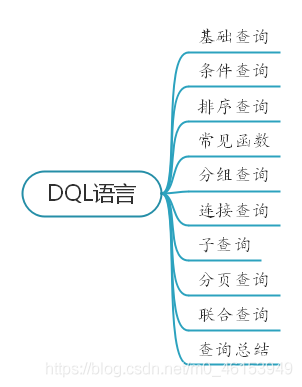 DQL语言
基础查询
条件查询
排序查询
常见函数
分组查询
连接查询
子查询
分页查询
联合查询
查询总结
https://blog.csdn.net/m0_46153949